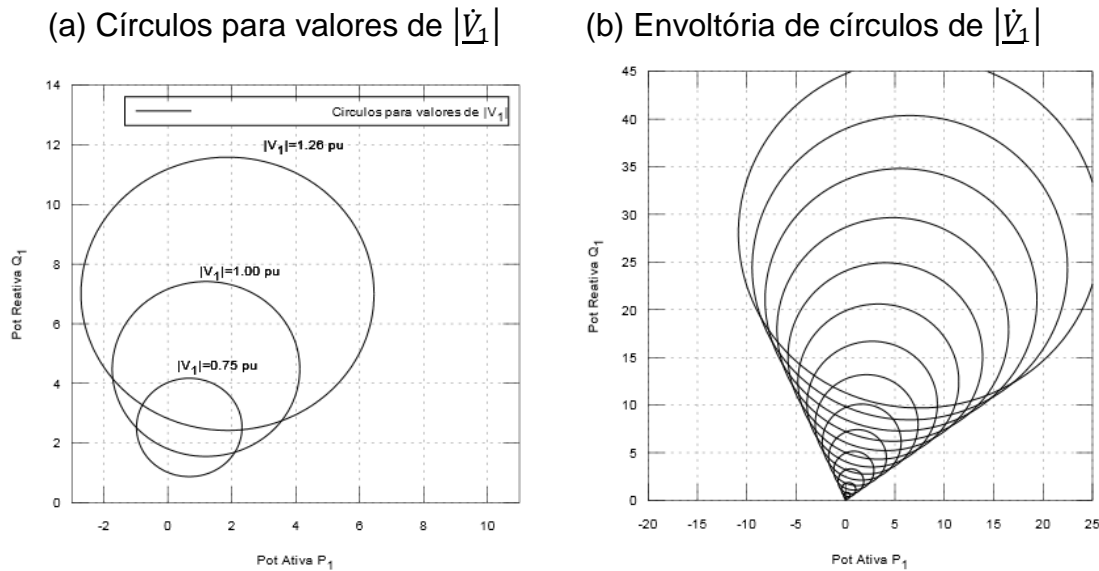 (a) Círculos para valores de |V̲̇₁|
(b) Envoltória de círculos de |V̲̇₁|
14
12
10
8
6
4
2
0
Circulos para valores de |V₁|
|V₁|=1.26 pu
|V₁|=1.00 pu
|V₁|=0.75 pu
Pot Reativa Q₁
-2 0 2 4 6 8 10
Pot Ativa P₁
45
40
35
30
25
20
15
10
5
0
Pot Reativa Q₁
-20 -15 -10 -5 0 5 10 15 20 25
Pot Ativa P₁